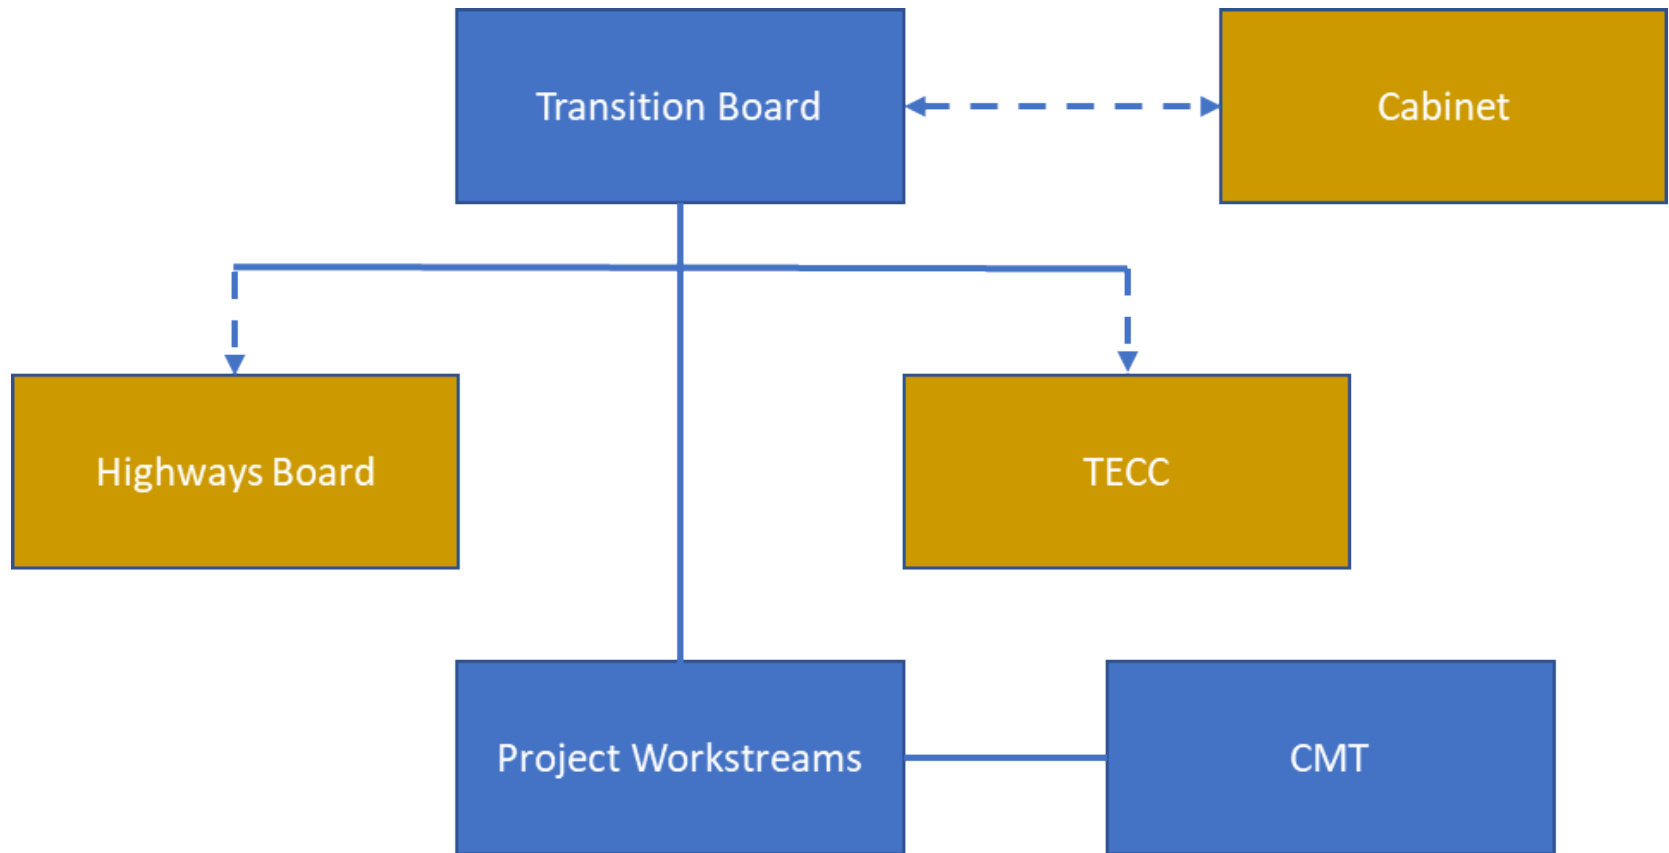 Transition Board
Cabinet
Highways Board
TECC
Project Workstreams
CMT